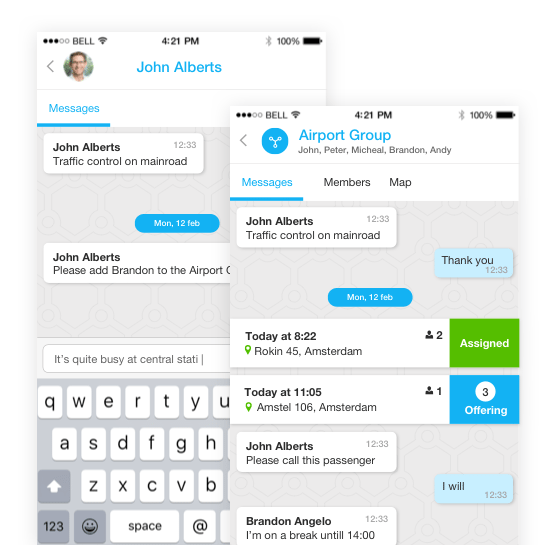 BELL 4:21 PM 100%
John Alberts
Messages
John Alberts 12:33
Traffic control on mainroad
Mon, 12 feb
John Alberts
Please add Brandon to the Airport
It's quite busy at central stati |
q w e r t y u
a s d f g h
z x c v b
123 space @
BELL 4:21 PM 100%
Airport Group
John, Peter, Micheal, Brandon, Andy
Messages Members Map
John Alberts 12:33
Traffic control on mainroad
Thank you
12:33
Mon, 12 feb
Today at 8:22 2
Rokin 45, Amsterdam
Assigned
Today at 11:05 1
Amstel 106, Amsterdam
3
Offering
John Alberts 12:33
Please call this passenger
I will
12:33
Brandon Angelo 12:33
I'm on a break untill 14:00